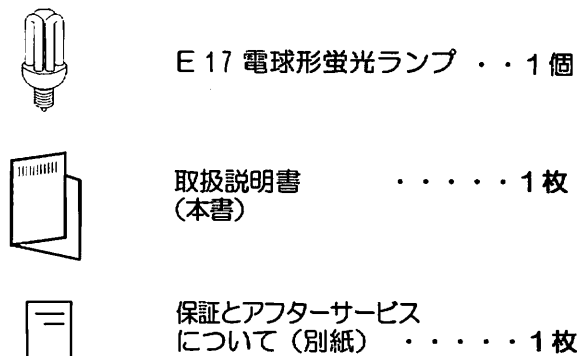 E 17 電球形蛍光ランプ ・・1個
取扱説明書 ・・・・・1枚
(本書)
保証とアフターサービス
について(別紙) ・・・・・1枚